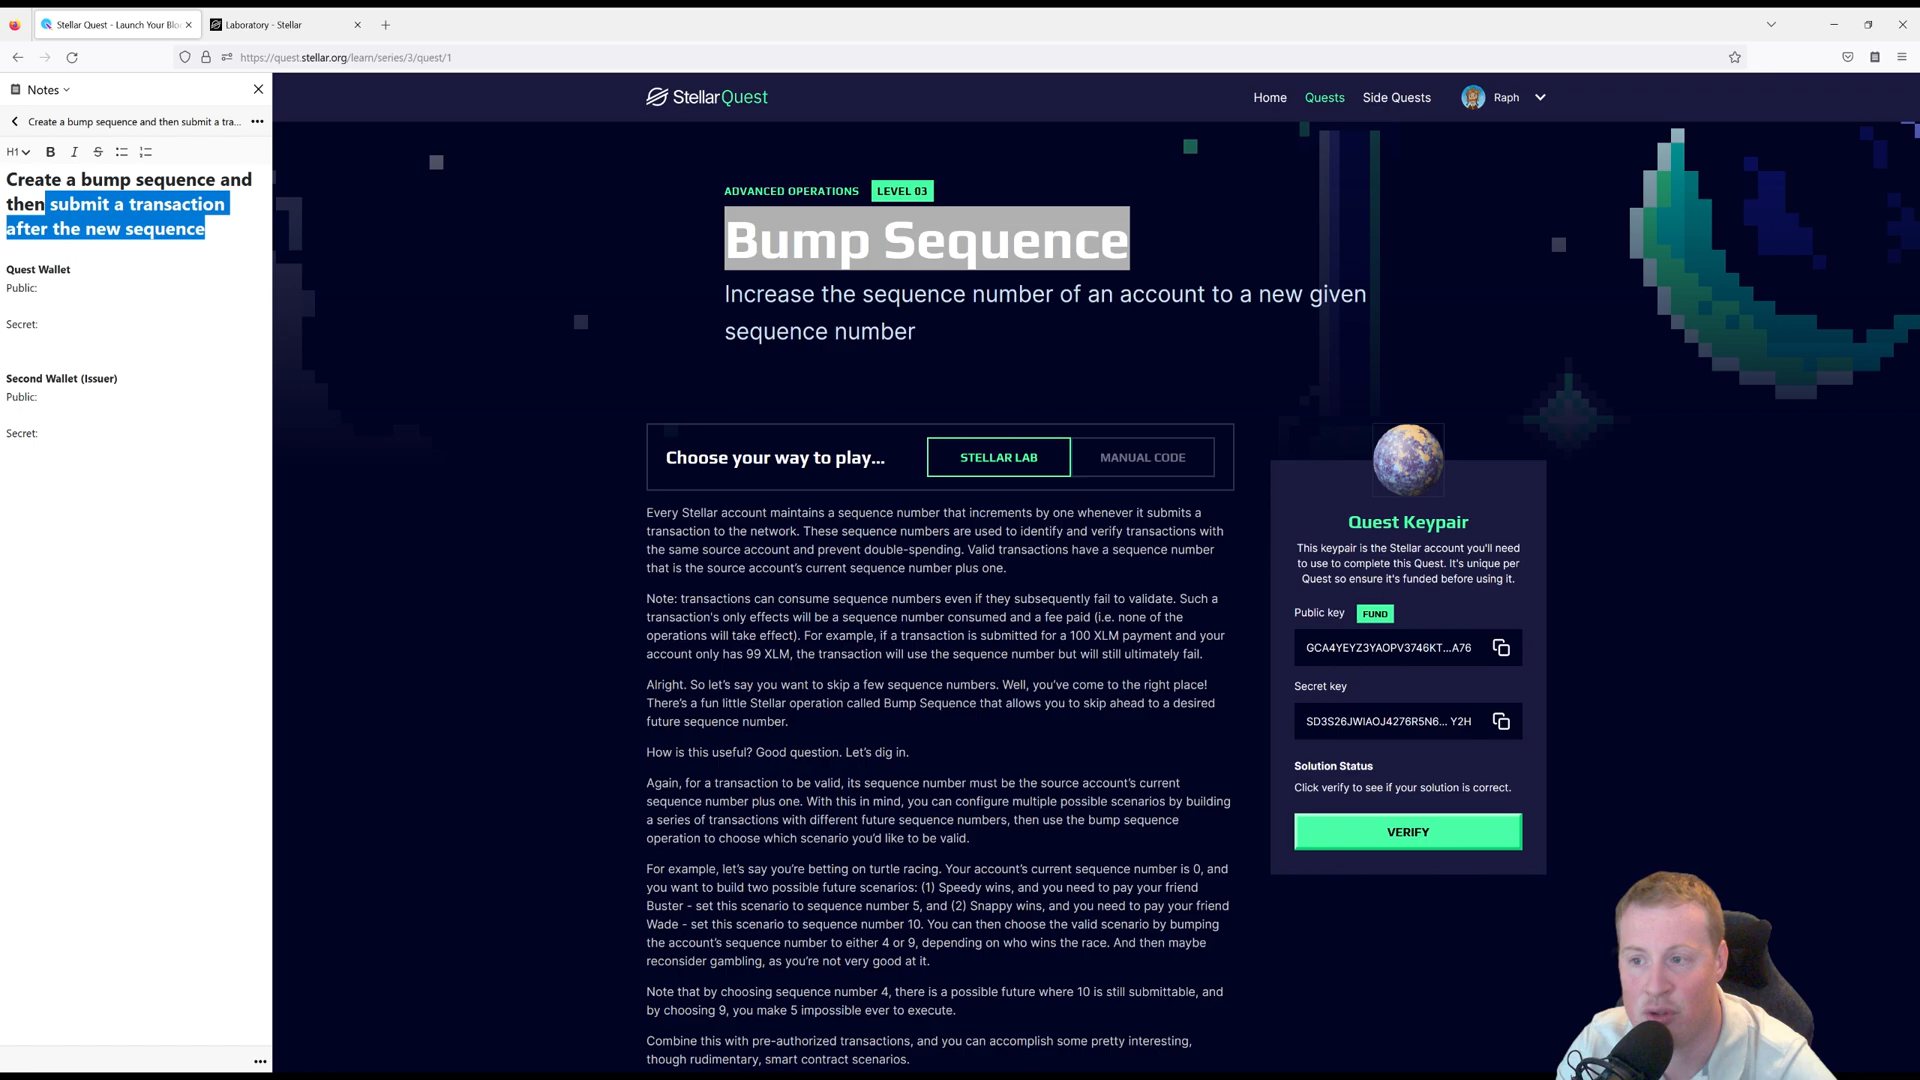 Stellar Quest - Launch Your Bloc
Laboratory - Stellar
https://quest.stellar.org/learn/series/3/quest/1
Notes
Create a bump sequence and then submit a tra...
H1
B
I
S
Create a bump sequence and
then submit a transaction
after the new sequence
Quest Wallet
Public:
Secret:
Second Wallet (Issuer)
Public:
Secret:
StellarQuest
Home
Quests
Side Quests
Raph
ADVANCED OPERATIONS
LEVEL 03
Bump Sequence
Increase the sequence number of an account to a new given
sequence number
Choose your way to play...
STELLAR LAB
MANUAL CODE
Every Stellar account maintains a sequence number that increments by one whenever it submits a
transaction to the network. These sequence numbers are used to identify and verify transactions with
the same source account and prevent double-spending. Valid transactions have a sequence number
that is the source account's current sequence number plus one.
Note: transactions can consume sequence numbers even if they subsequently fail to validate. Such a
transaction's only effects will be a sequence number consumed and a fee paid (i.e. none of the
operations will take effect). For example, if a transaction is submitted for a 100 XLM payment and your
account only has 99 XLM, the transaction will use the sequence number but will still ultimately fail.
Alright. So let's say you want to skip a few sequence numbers. Well, you've come to the right place!
There's a fun little Stellar operation called Bump Sequence that allows you to skip ahead to a desired
future sequence number.
How is this useful? Good question. Let's dig in.
Again, for a transaction to be valid, its sequence number must be the source account's current
sequence number plus one. With this in mind, you can configure multiple possible scenarios by building
a series of transactions with different future sequence numbers, then use the bump sequence
operation to choose which scenario you'd like to be valid.
For example, let's say you're betting on turtle racing. Your account's current sequence number is 0, and
you want to build two possible future scenarios: (1) Speedy wins, and you need to pay your friend
Buster - set this scenario to sequence number 5, and (2) Snappy wins, and you need to pay your friend
Wade - set this scenario to sequence number 10. You can then choose the valid scenario by bumping
the account's sequence number to either 4 or 9, depending on who wins the race. And then maybe
reconsider gambling, as you're not very good at it.
Note that by choosing sequence number 4, there is a possible future where 10 is still submittable, and
by choosing 9, you make 5 impossible ever to execute.
Combine this with pre-authorized transactions, and you can accomplish some pretty interesting,
though rudimentary, smart contract scenarios.
Quest Keypair
This keypair is the Stellar account you'll need
to use to complete this Quest. It's unique per
Quest so ensure it's funded before using it.
Public key
FUND
GCA4YEYZ3YAOPV3746KT...A76
Secret key
SD3S26JWIAOJ4276R5N6... Y2H
Solution Status
Click verify to see if your solution is correct.
VERIFY